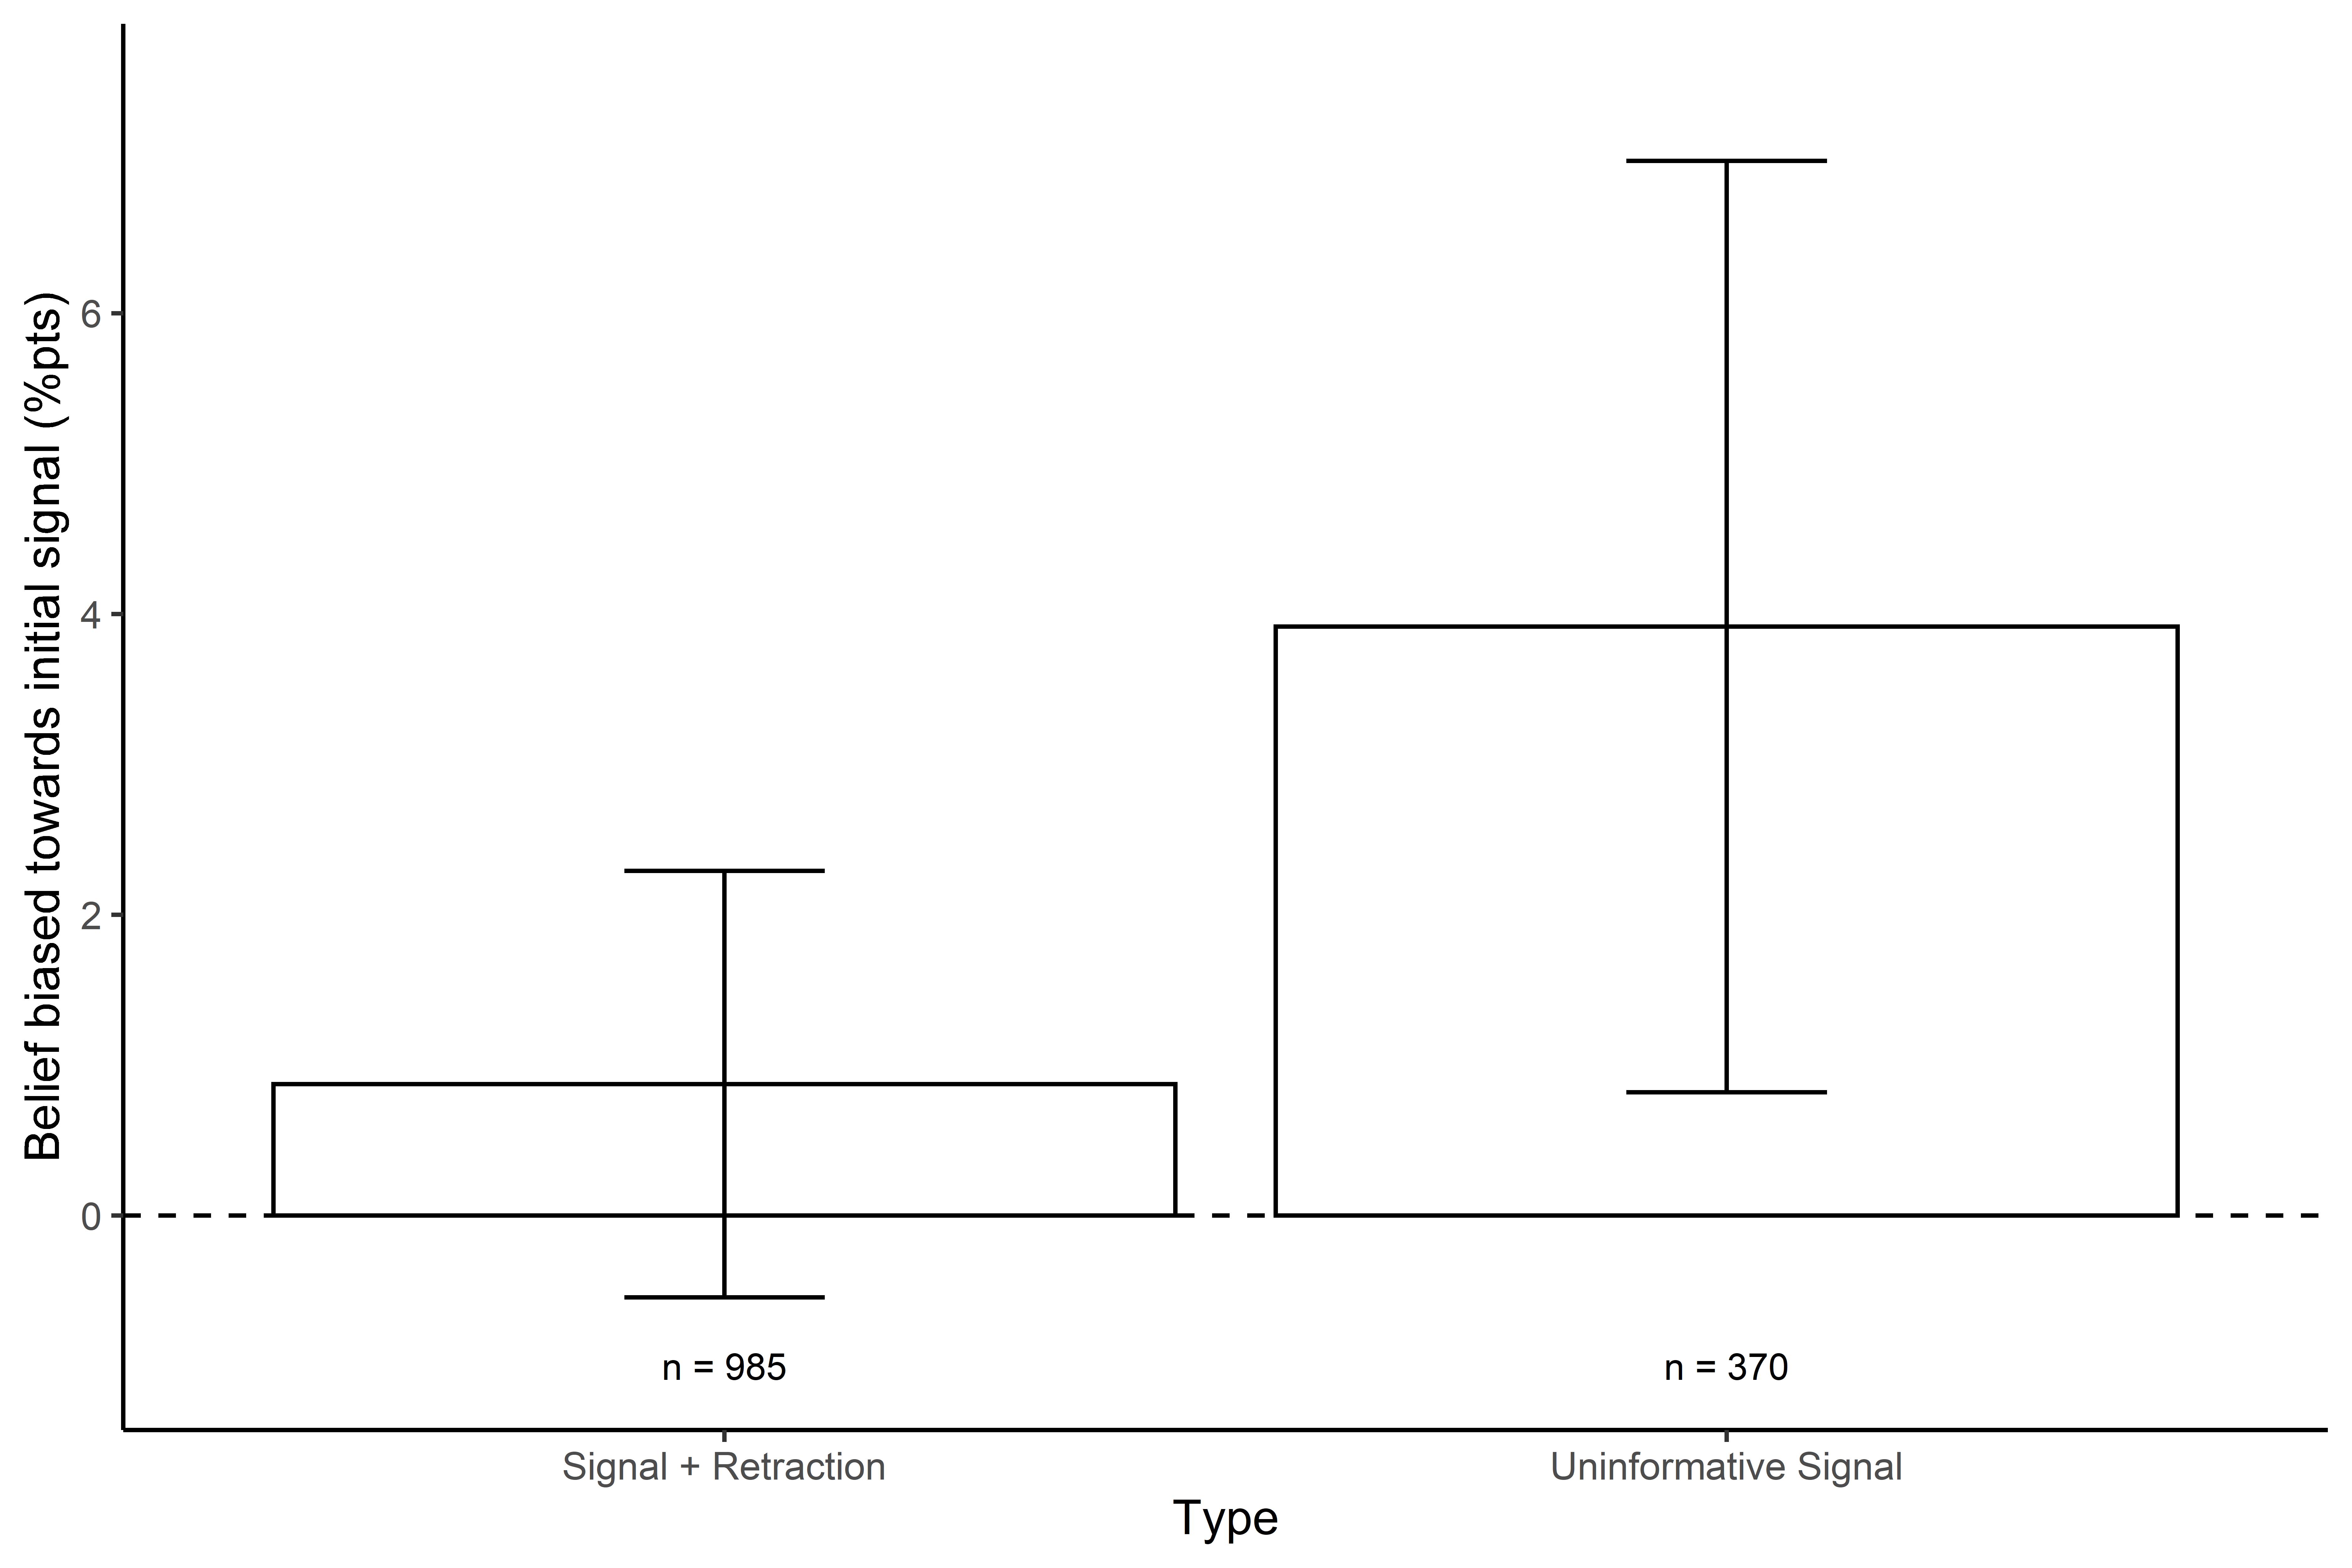 Belief biased towards initial signal (%pts)
6
4
2
0
n = 985
n = 370
Signal + Retraction
Uninformative Signal
Type